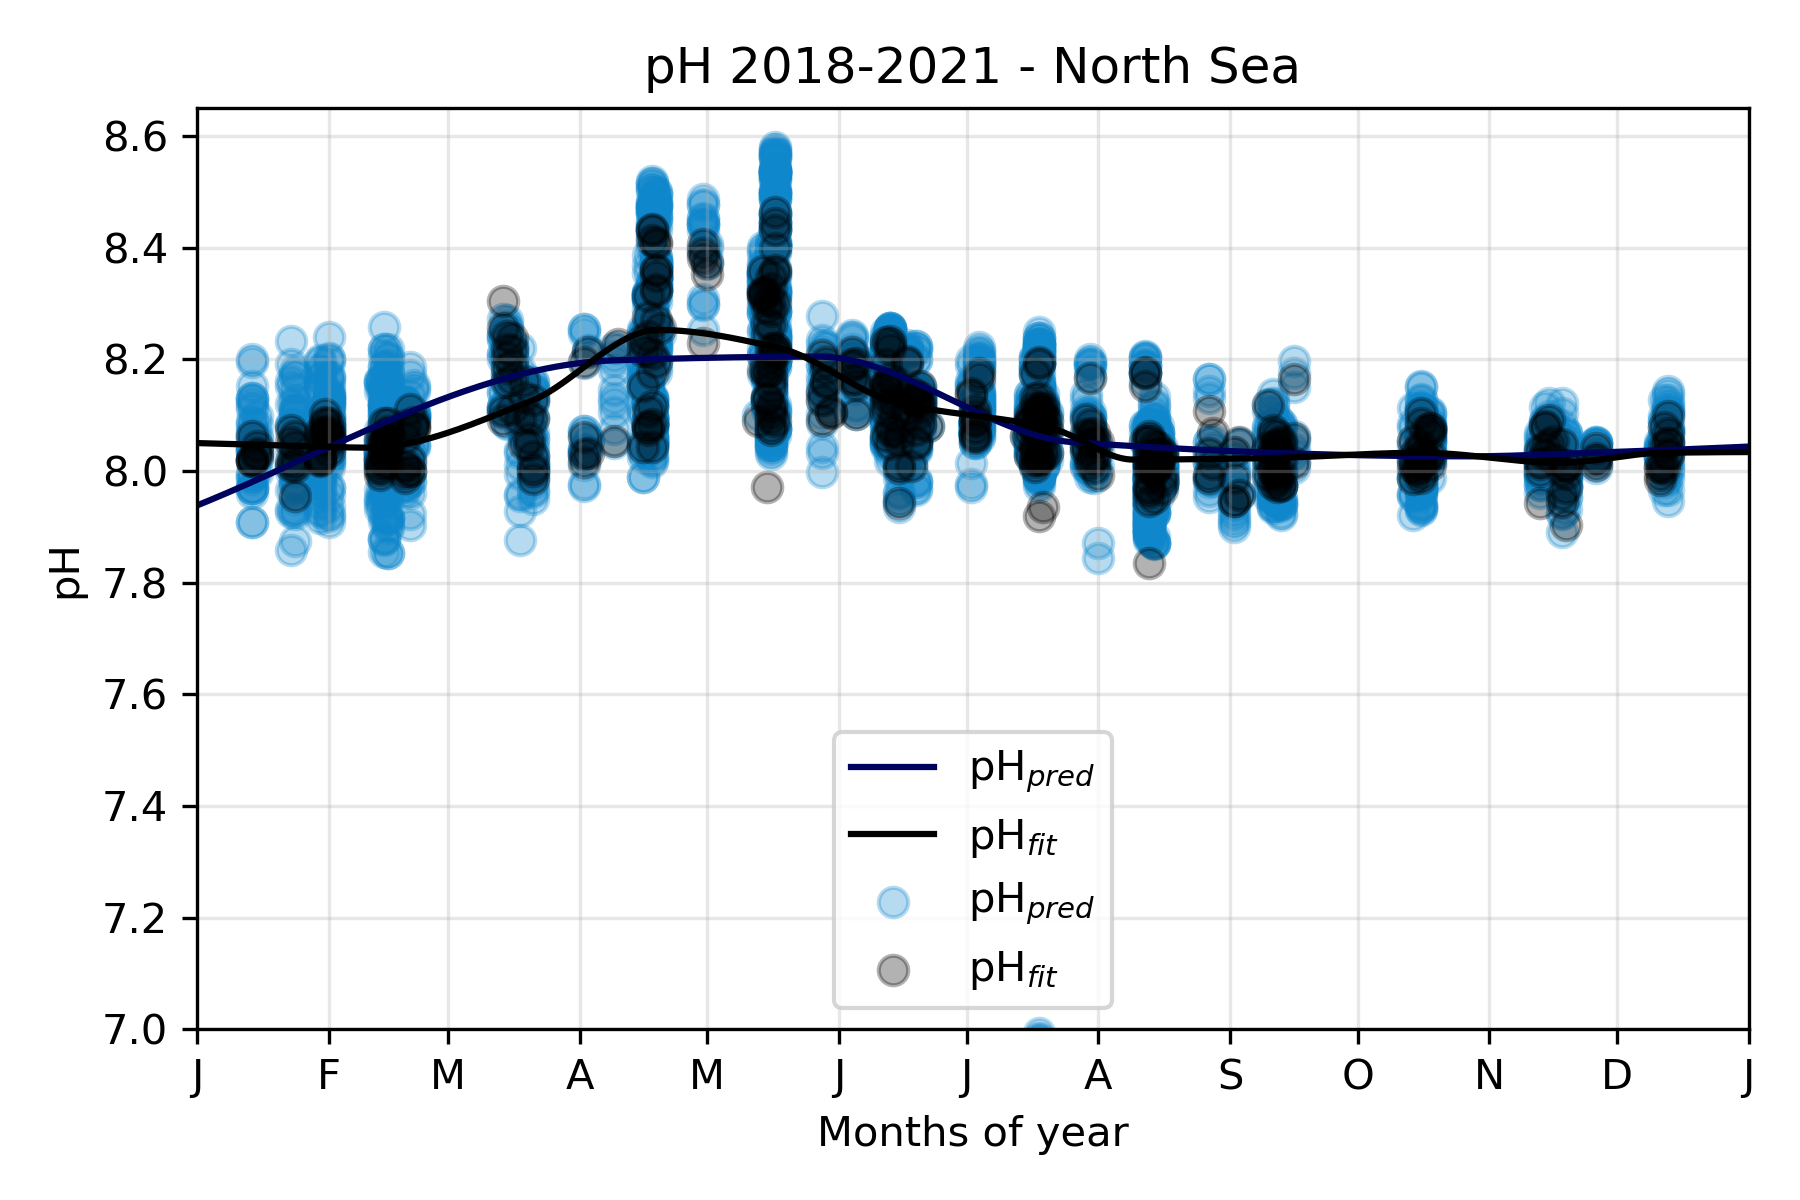 pH 2018-2021 - North Sea
8.6
8.4
8.2
8.0
7.8
7.6
7.4
7.2
7.0
pH
pH_pred
pH_fit
pH_pred
pH_fit
J F M A M J J A S O N D J
Months of year